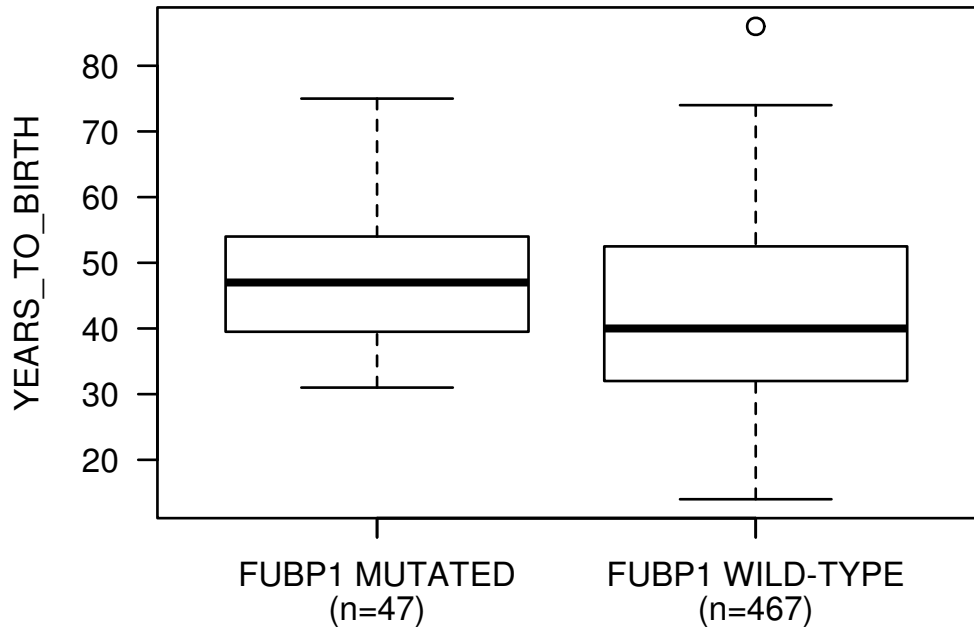 YEARS_TO_BIRTH
80
70
60
50
40
30
20
FUBP1 MUTATED
(n=47)
FUBP1 WILD-TYPE
(n=467)